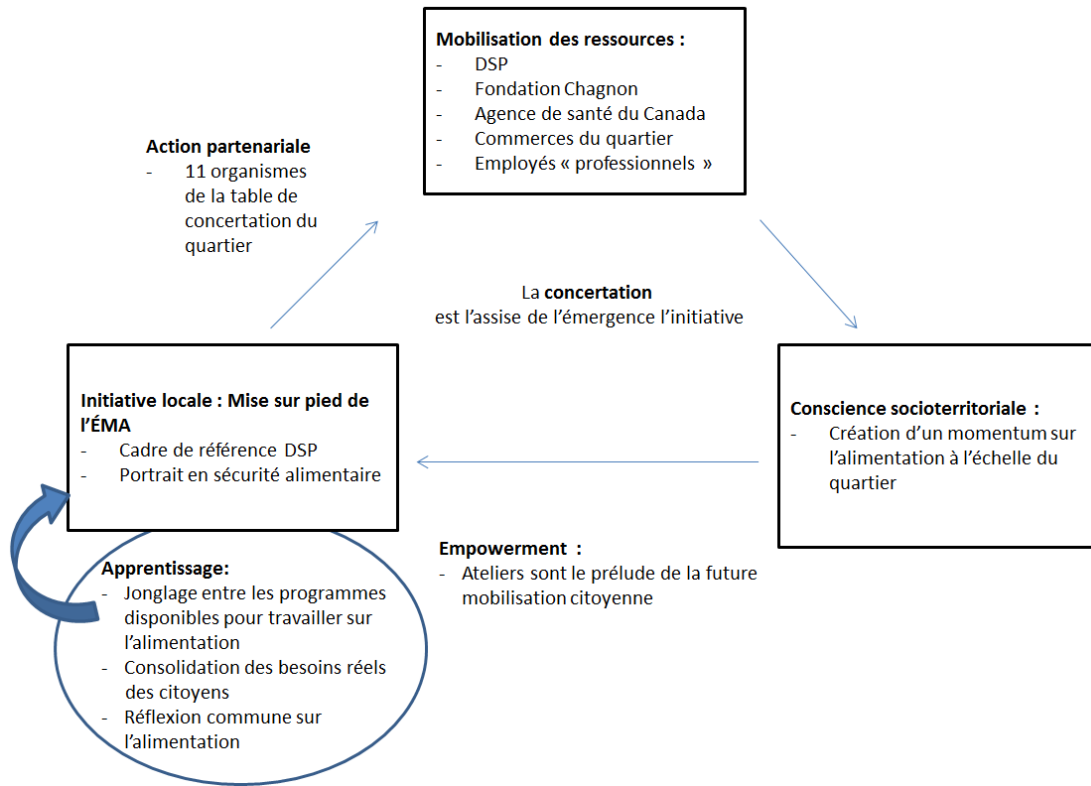 Mobilisation des ressources :
- DSP
- Fondation Chagnon
- Agence de santé du Canada
- Commerces du quartier
- Employés « professionnels »
Action partenariale
- 11 organismes
de la table de
concertation du
quartier
La concertation
est l'assise de l'émergence l'initiative
Initiative locale : Mise sur pied de
l'ÉMA
- Cadre de référence DSP
- Portrait en sécurité alimentaire
Conscience socioterritoriale :
- Création d'un momentum sur
l'alimentation à l'échelle du
quartier
Empowerment :
- Ateliers sont le prélude de la future
mobilisation citoyenne
Apprentissage:
- Jonglage entre les programmes
disponibles pour travailler sur
l'alimentation
- Consolidation des besoins réels
des citoyens
- Réflexion commune sur
l'alimentation